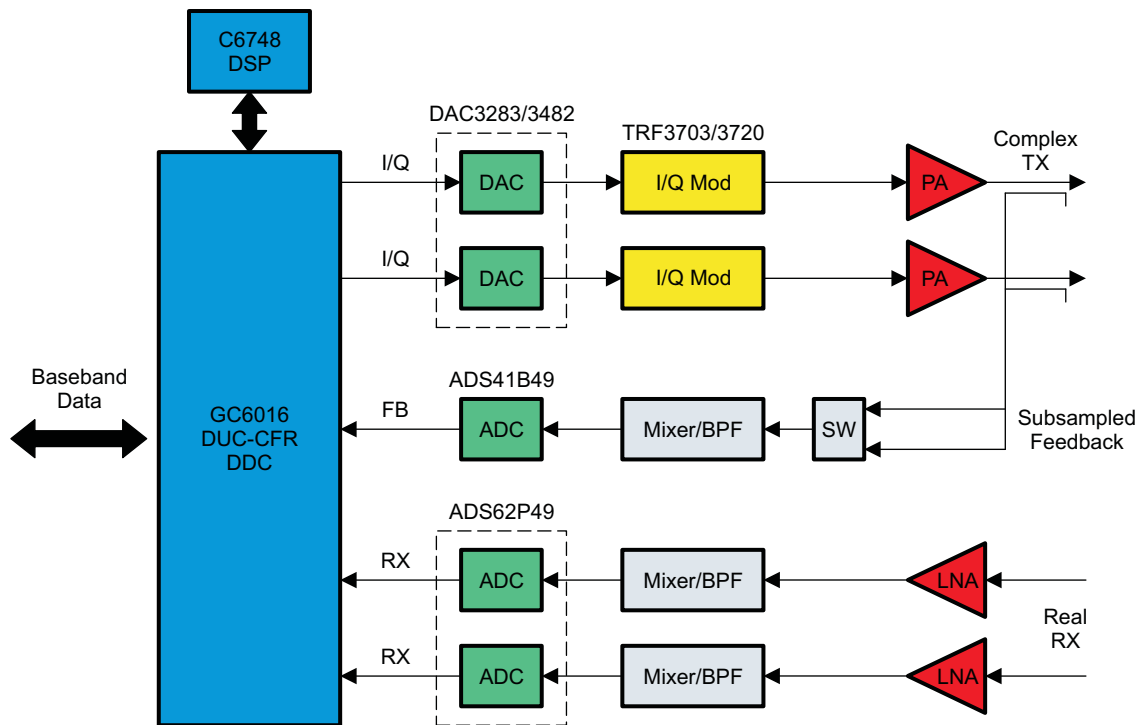 C6748
DSP
DAC3283/3482
TRF3703/3720
Complex
TX
I/Q
DAC
I/Q Mod
PA
I/Q
DAC
I/Q Mod
PA
Baseband
Data
GC6016
DUC-CFR
DDC
ADS41B49
FB
ADC
Mixer/BPF
SW
Subsampled
Feedback
ADS62P49
RX
ADC
Mixer/BPF
LNA
Real
RX
RX
ADC
Mixer/BPF
LNA